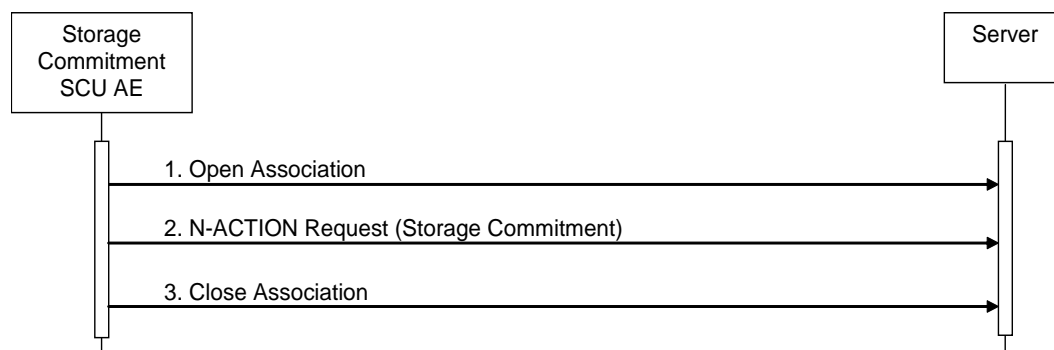 Storage
Commitment
SCU AE
Server
1. Open Association
2. N-ACTION Request (Storage Commitment)
3. Close Association